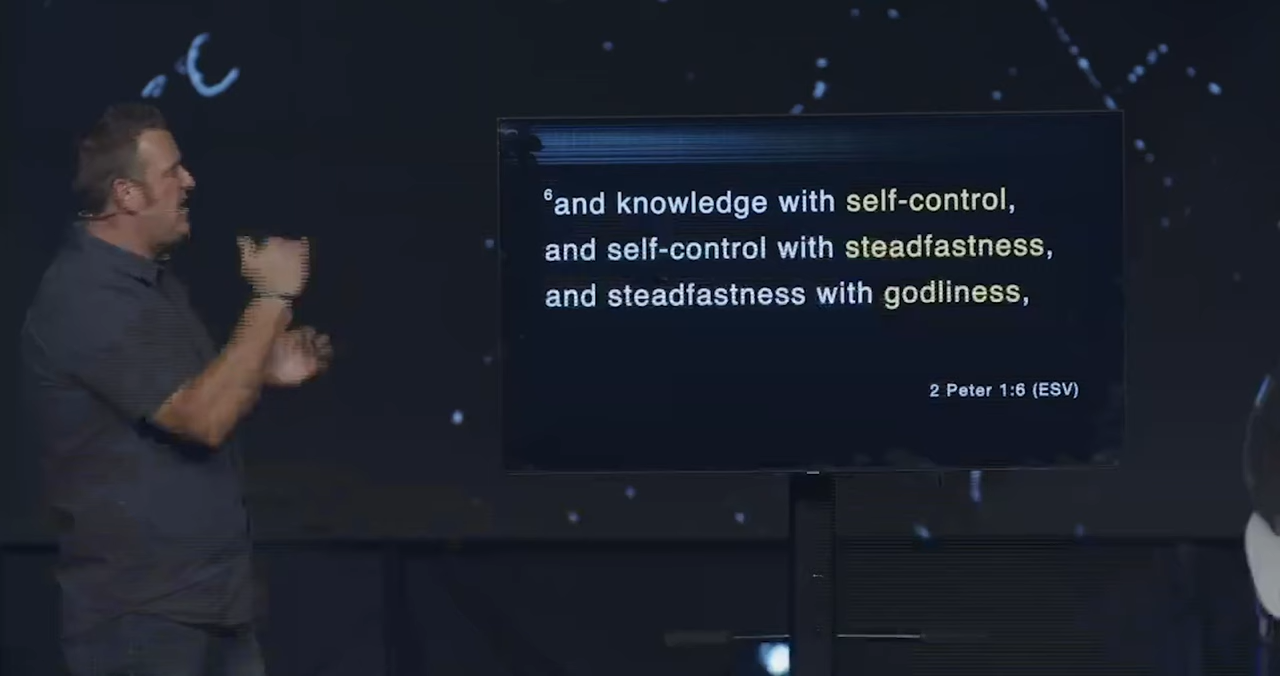 ⁶and knowledge with self-control,
and self-control with steadfastness,
and steadfastness with godliness,
2 Peter 1:6 (ESV)